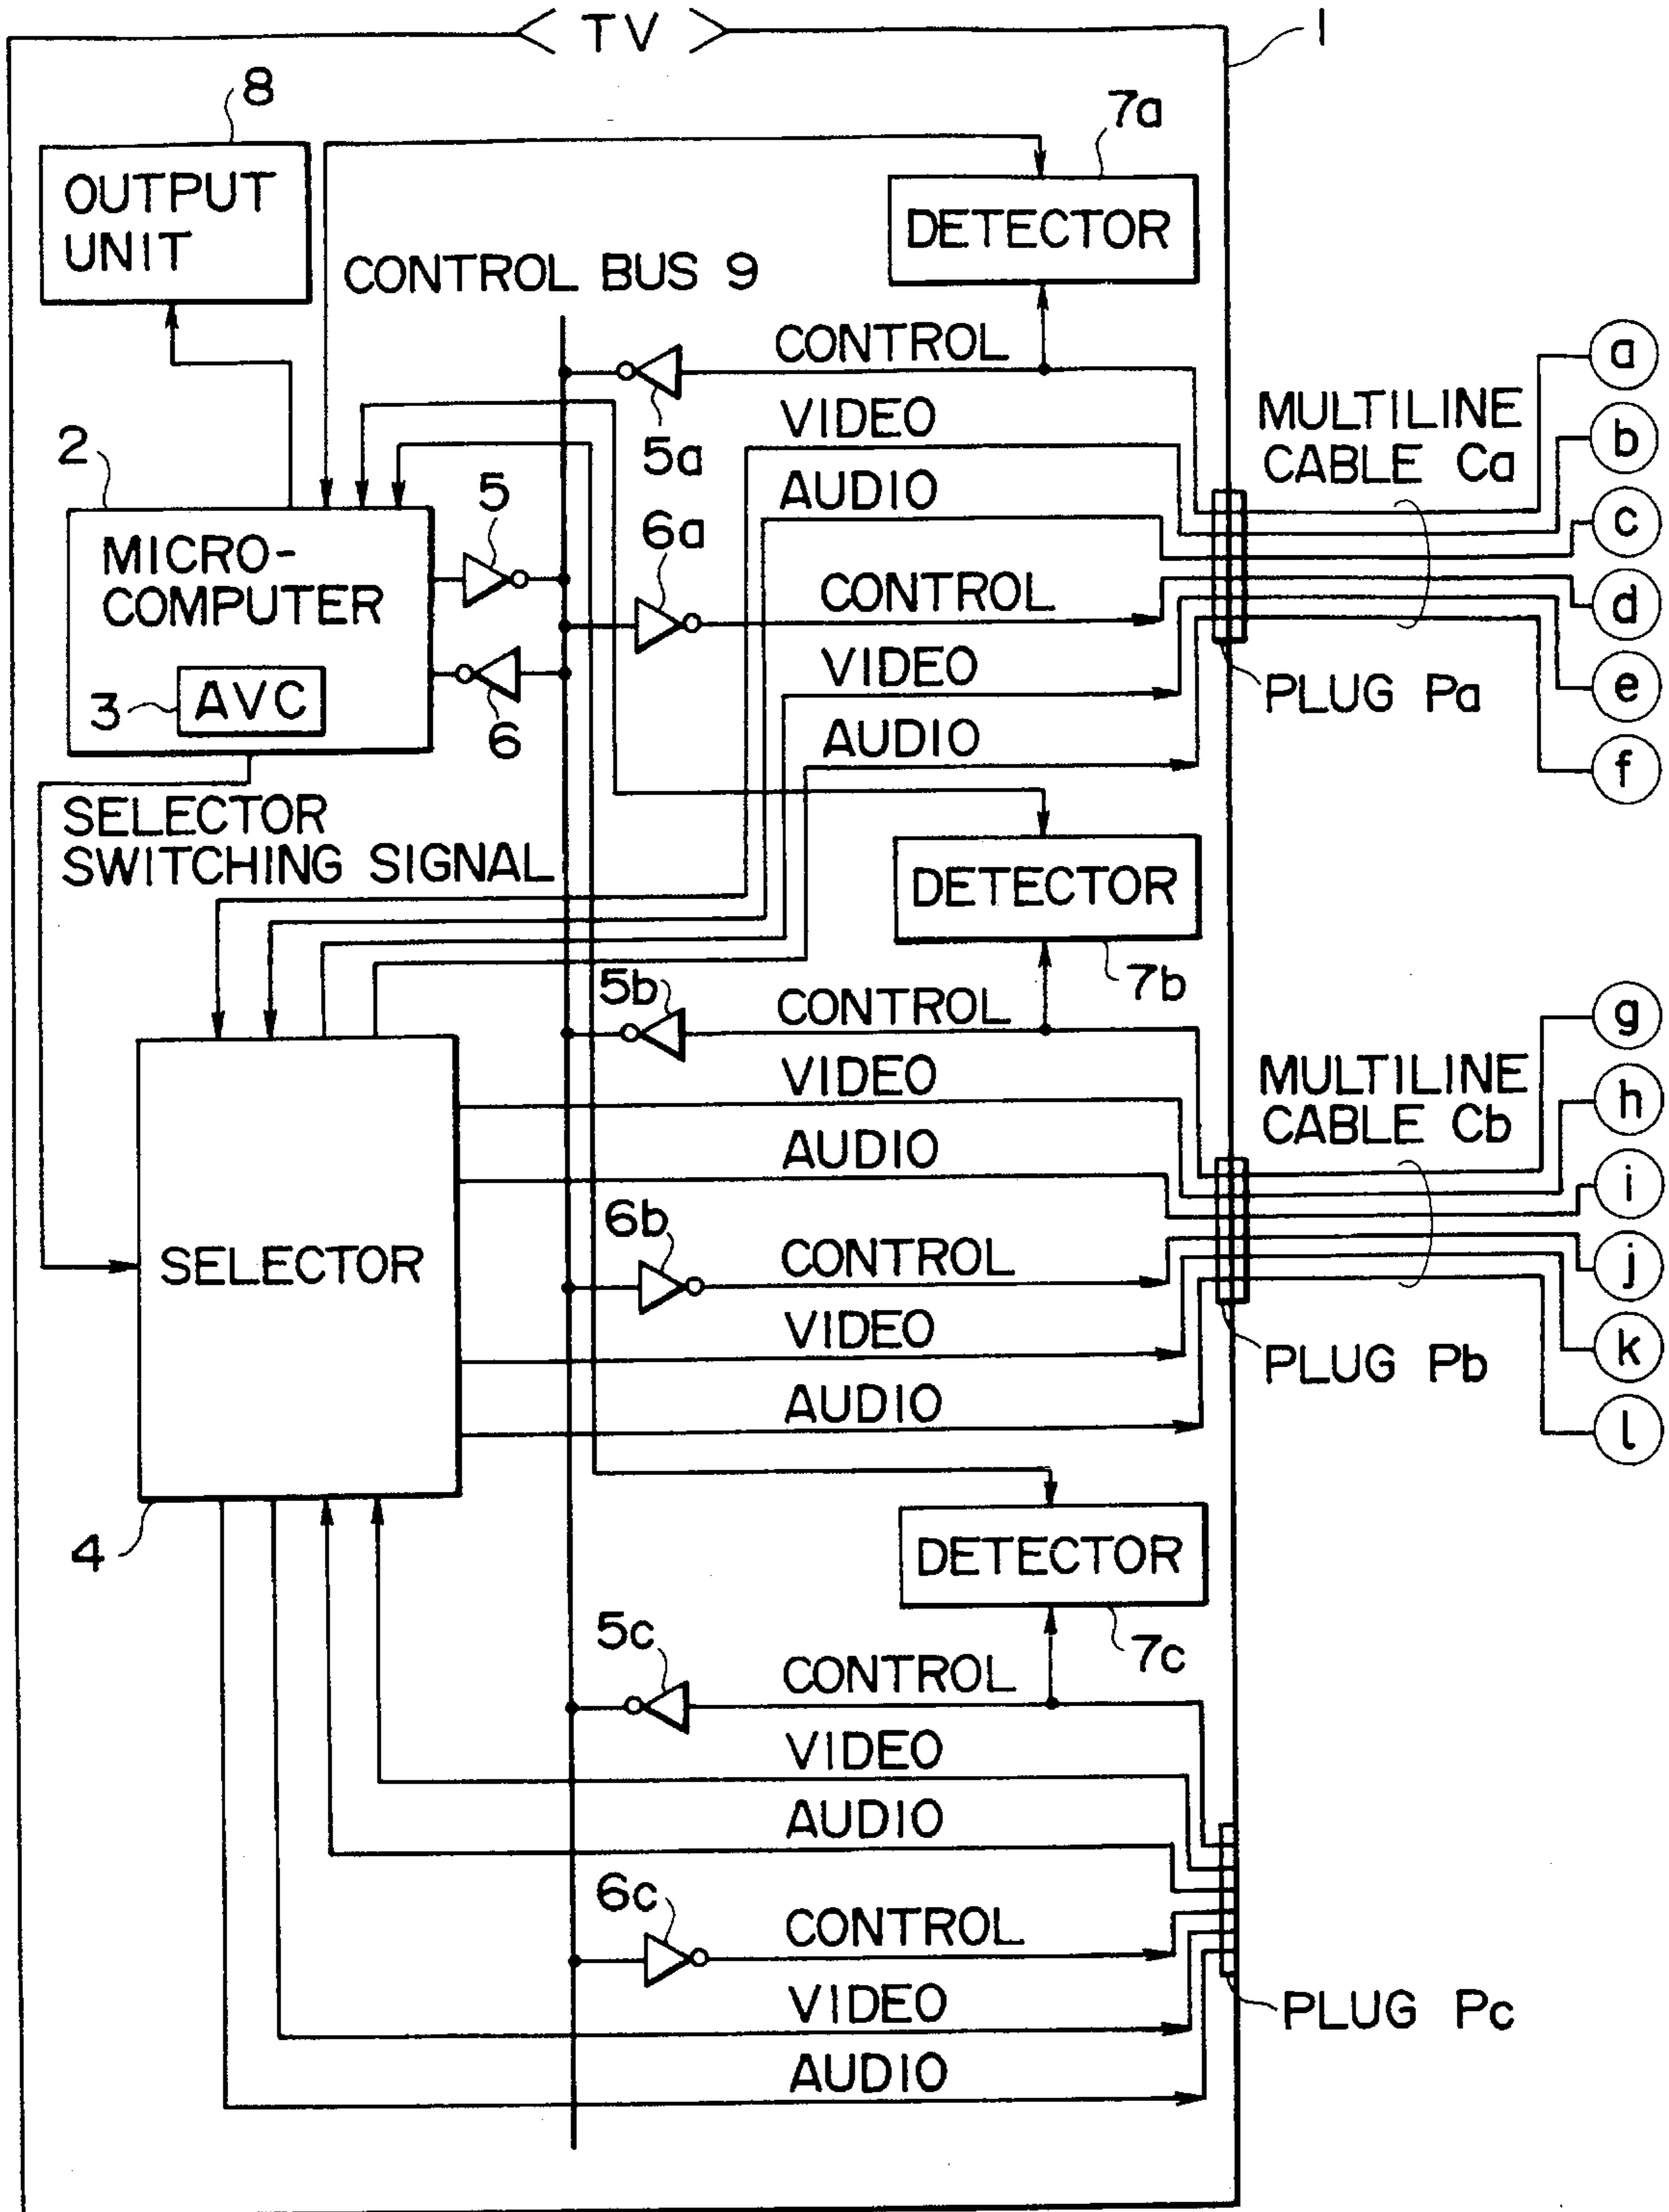 < TV >
1
8
7a
OUTPUT
UNIT
DETECTOR
CONTROL BUS 9
CONTROL
a
5a
VIDEO
MULTILINE
CABLE Ca
b
2
5
AUDIO
6a
c
MICRO-
COMPUTER
CONTROL
d
VIDEO
e
3
AVC
6
PLUG Pa
AUDIO
f
SELECTOR
SWITCHING SIGNAL
DETECTOR
7b
5b
CONTROL
g
VIDEO
MULTILINE
CABLE Cb
h
AUDIO
i
6b
SELECTOR
CONTROL
j
VIDEO
k
PLUG Pb
AUDIO
l
4
DETECTOR
5c
7c
CONTROL
VIDEO
AUDIO
6c
CONTROL
VIDEO
PLUG Pc
AUDIO